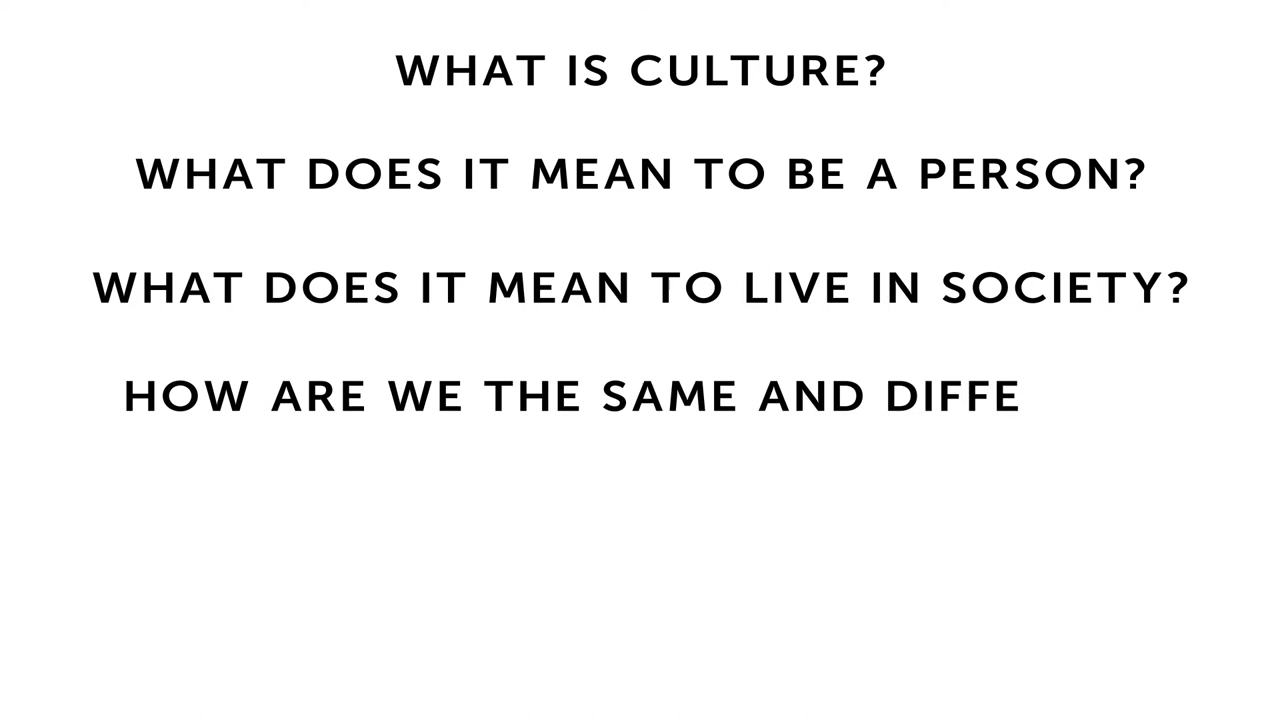 WHAT IS CULTURE?
WHAT DOES IT MEAN TO BE A PERSON?
WHAT DOES IT MEAN TO LIVE IN SOCIETY?
HOW ARE WE THE SAME AND DIFFE